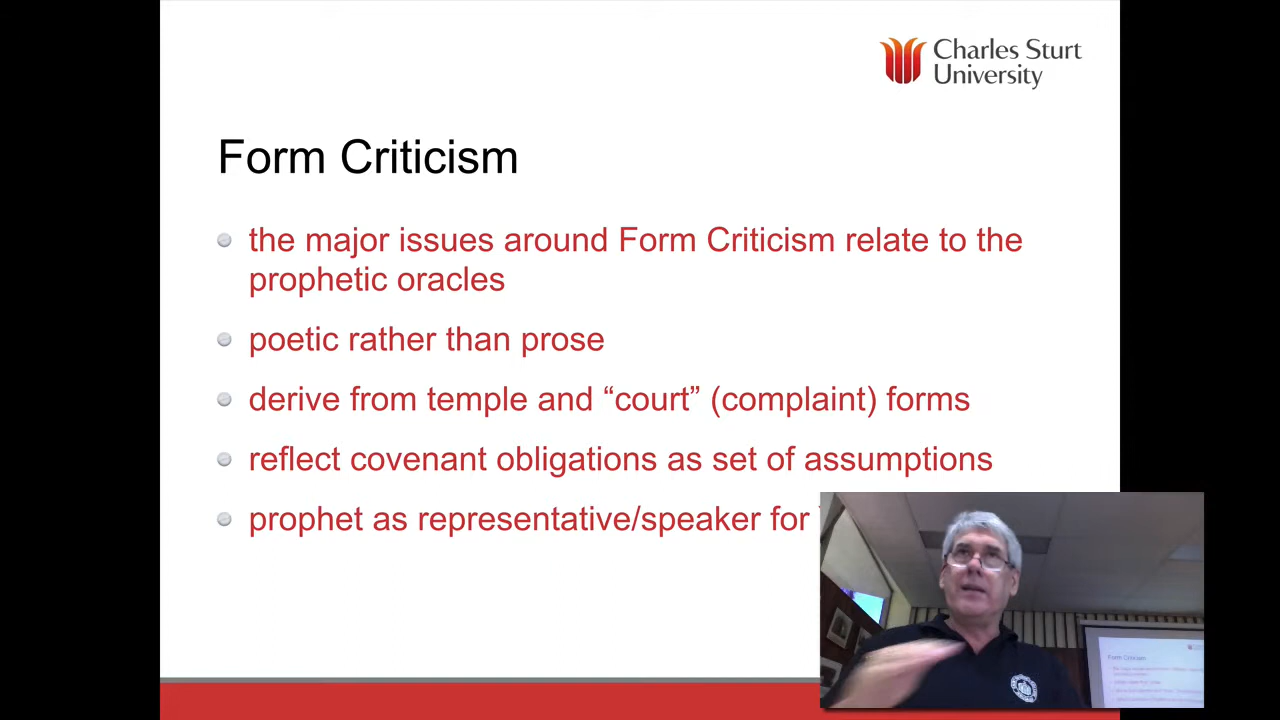 Charles Sturt
University
Form Criticism
the major issues around Form Criticism relate to the
prophetic oracles
poetic rather than prose
derive from temple and “court” (complaint) forms
reflect covenant obligations as set of assumptions
prophet as representative/speaker for
Form Criticism